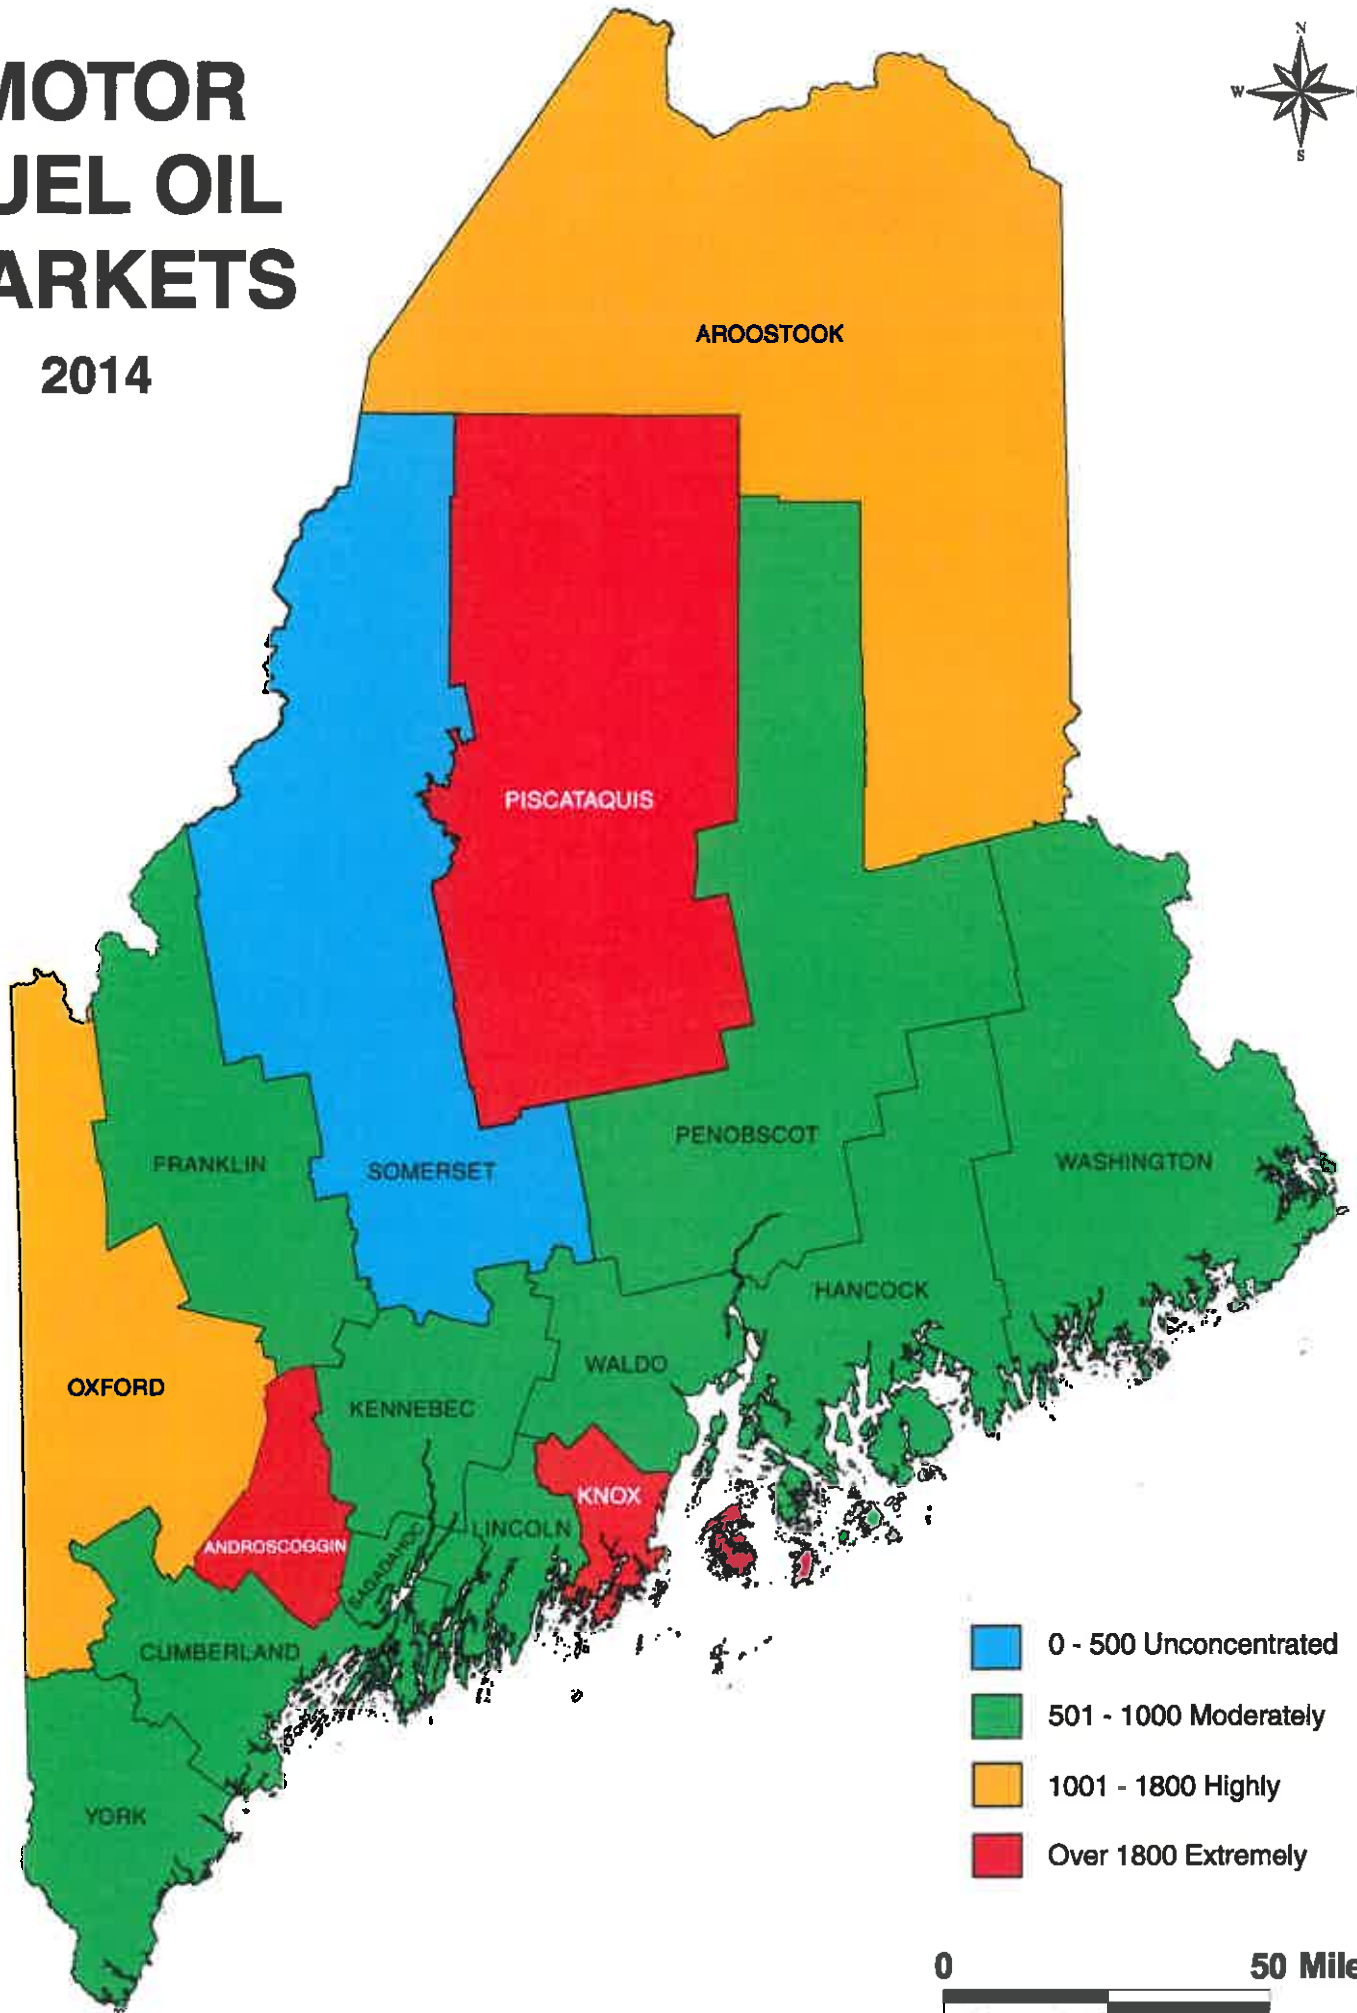 MOTOR
UEL OIL
ARKETS
2014
N
W
S
AROOSTOOK
PISCATAQUIS
PENOBSCOT
FRANKLIN
SOMERSET
WASHINGTON
HANCOCK
WALDO
OXFORD
KENNEBEC
KNOX
LINCOLN
ANDROSCOGGIN
SAGADAHOC
CUMBERLAND
YORK
0 - 500 Unconcentrated
501 - 1000 Moderately
1001 - 1800 Highly
Over 1800 Extremely
0 50 Mile